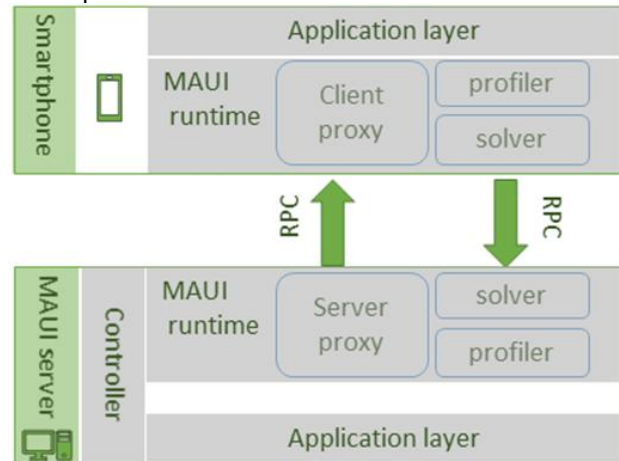 Smartphone
Application layer
MAUI
runtime
Client
proxy
profiler
solver
RPC
RPC
MAUI server
Controller
MAUI
runtime
Server
proxy
solver
profiler
Application layer